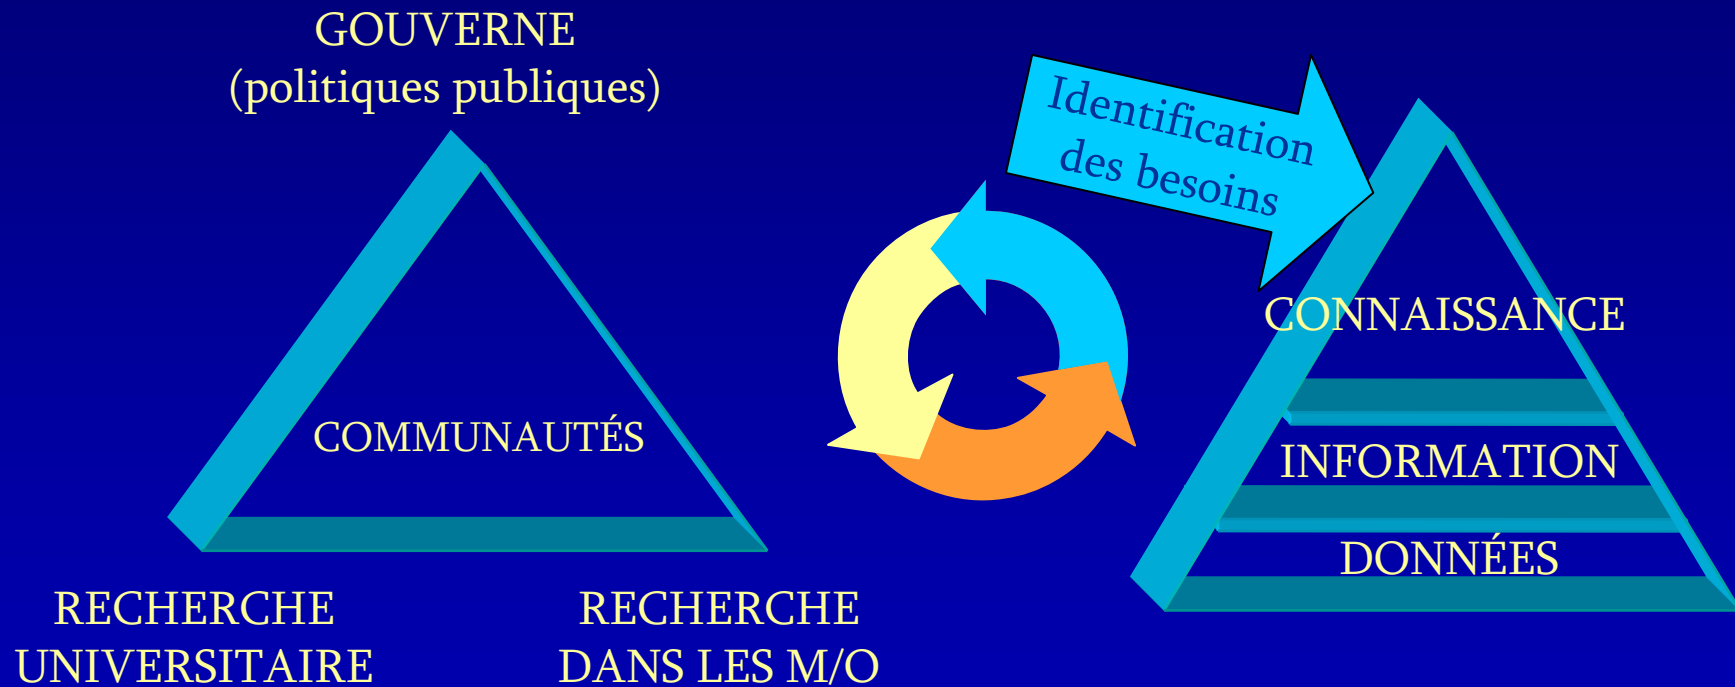 GOUVERNE
(politiques publiques)
COMMUNAUTÉS
RECHERCHE
UNIVERSITAIRE
RECHERCHE
DANS LES M/O
Identification
des besoins
CONNAISSANCE
INFORMATION
DONNÉES